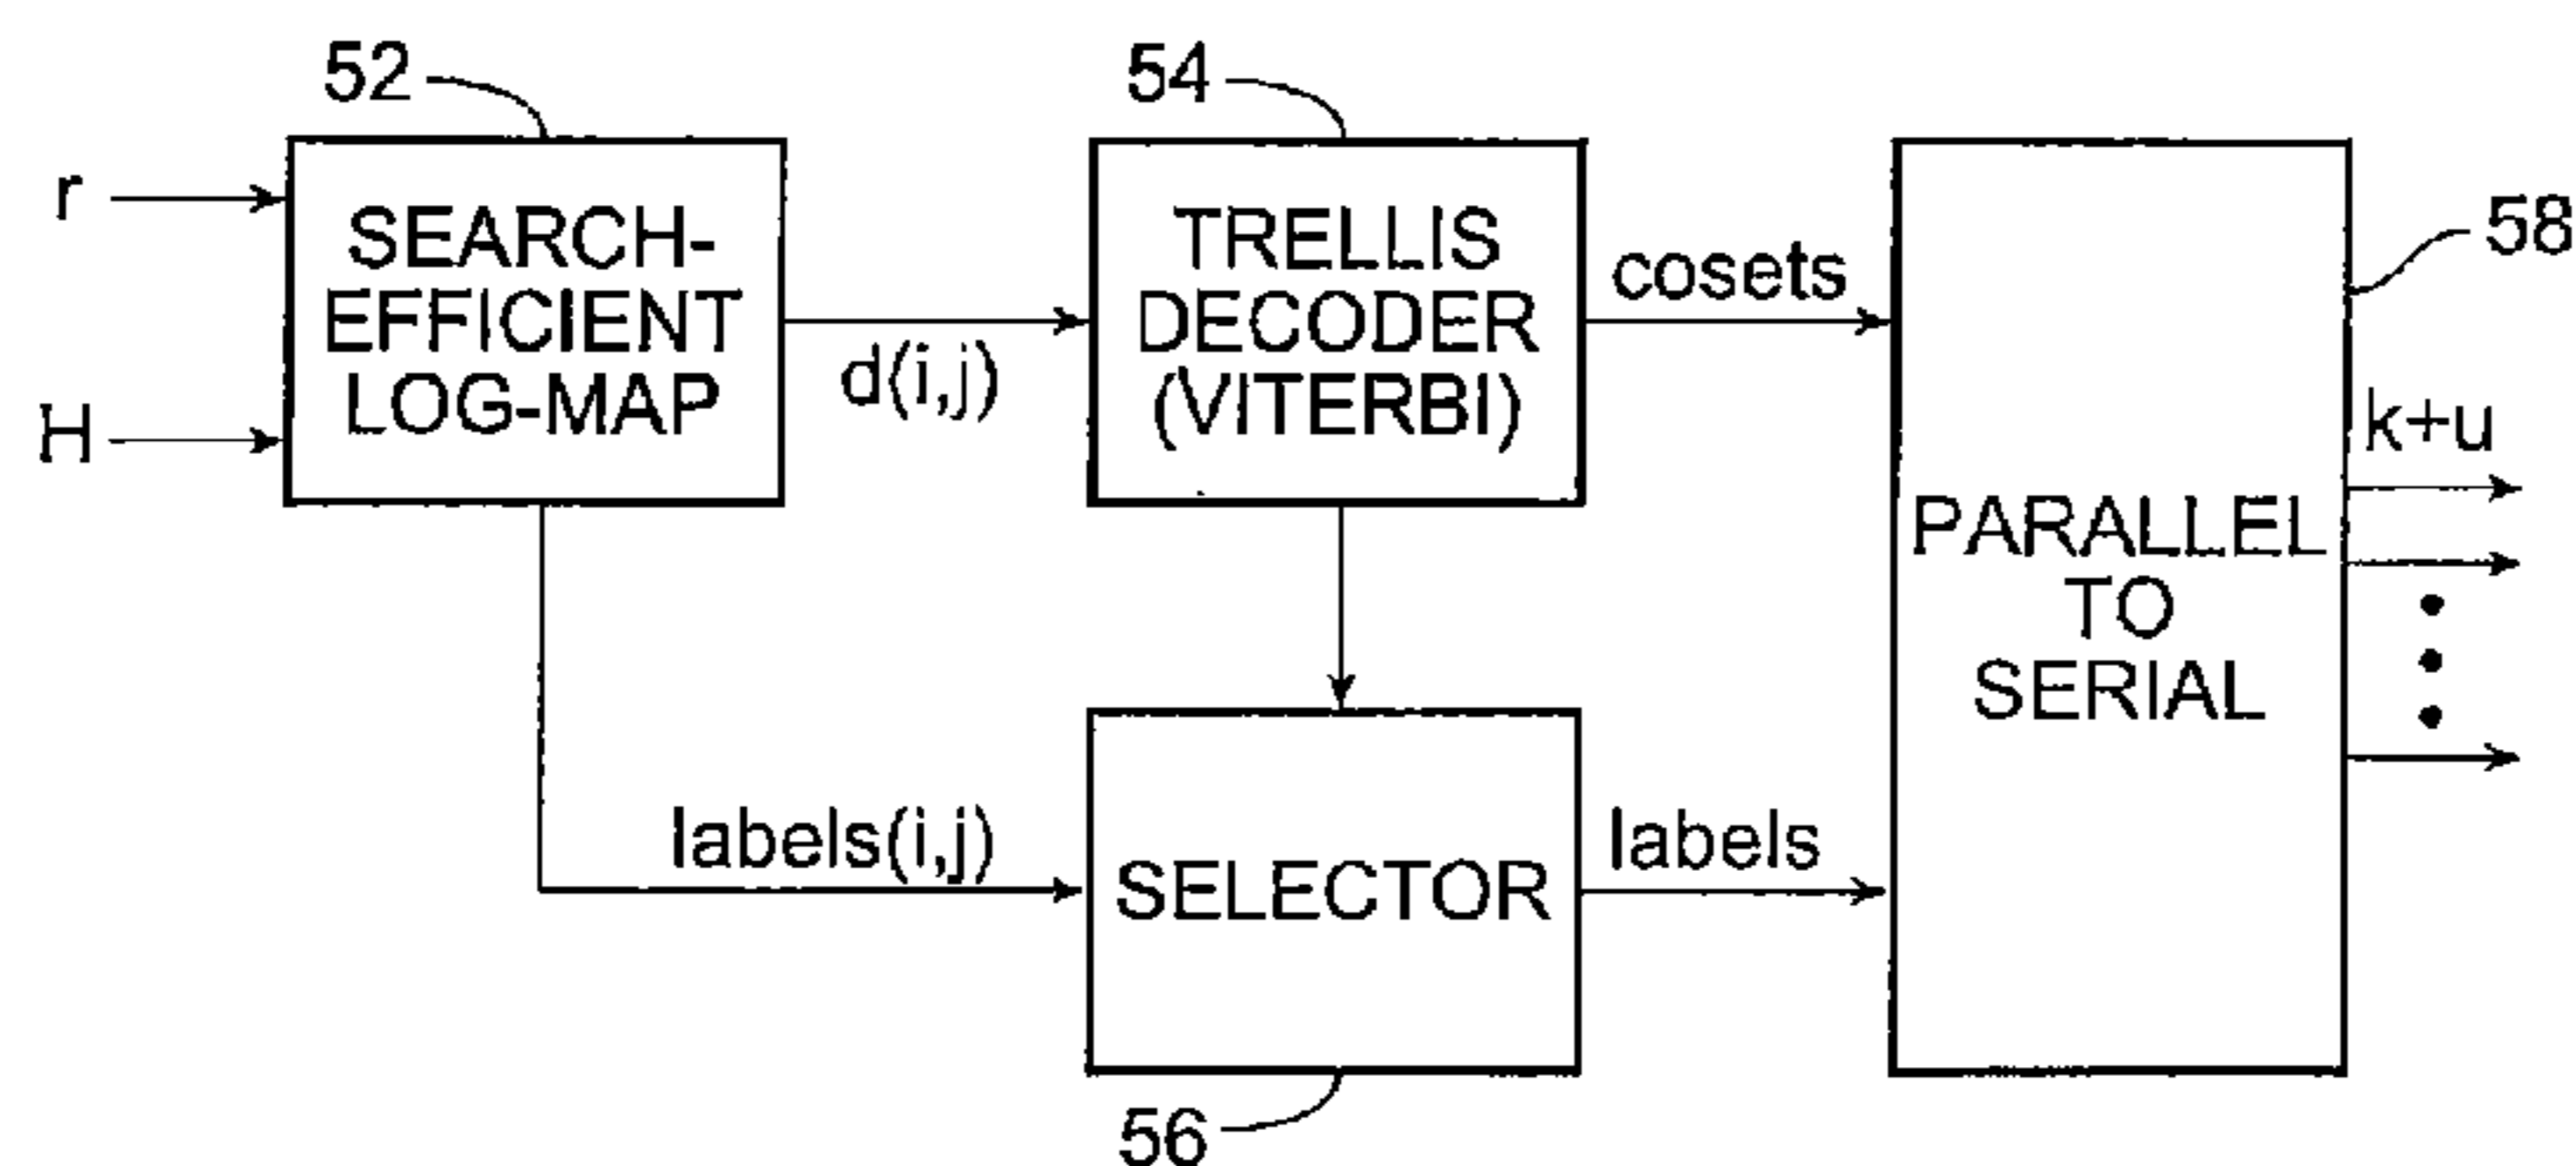 52
54
58
r
H
SEARCH-
EFFICIENT
LOG-MAP
d(i,j)
TRELLIS
DECODER
(VITERBI)
cosets
k+u
PARALLEL
TO
SERIAL
labels(i,j)
SELECTOR
labels
56